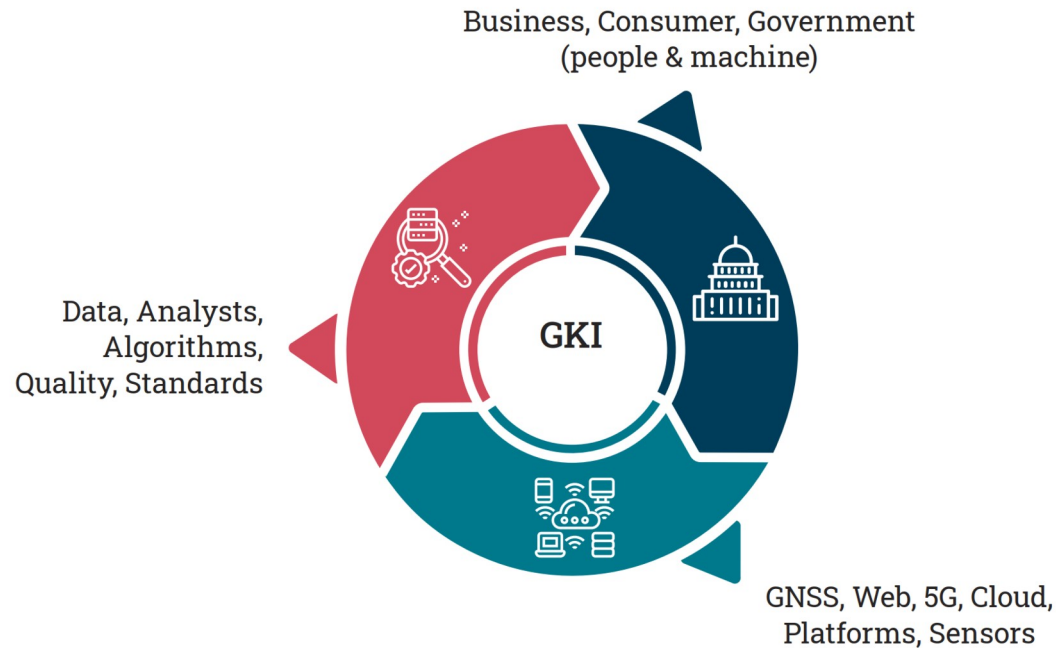 Business, Consumer, Government
(people & machine)
Data, Analysts,
Algorithms,
Quality, Standards
GKI
GNSS, Web, 5G, Cloud,
Platforms, Sensors